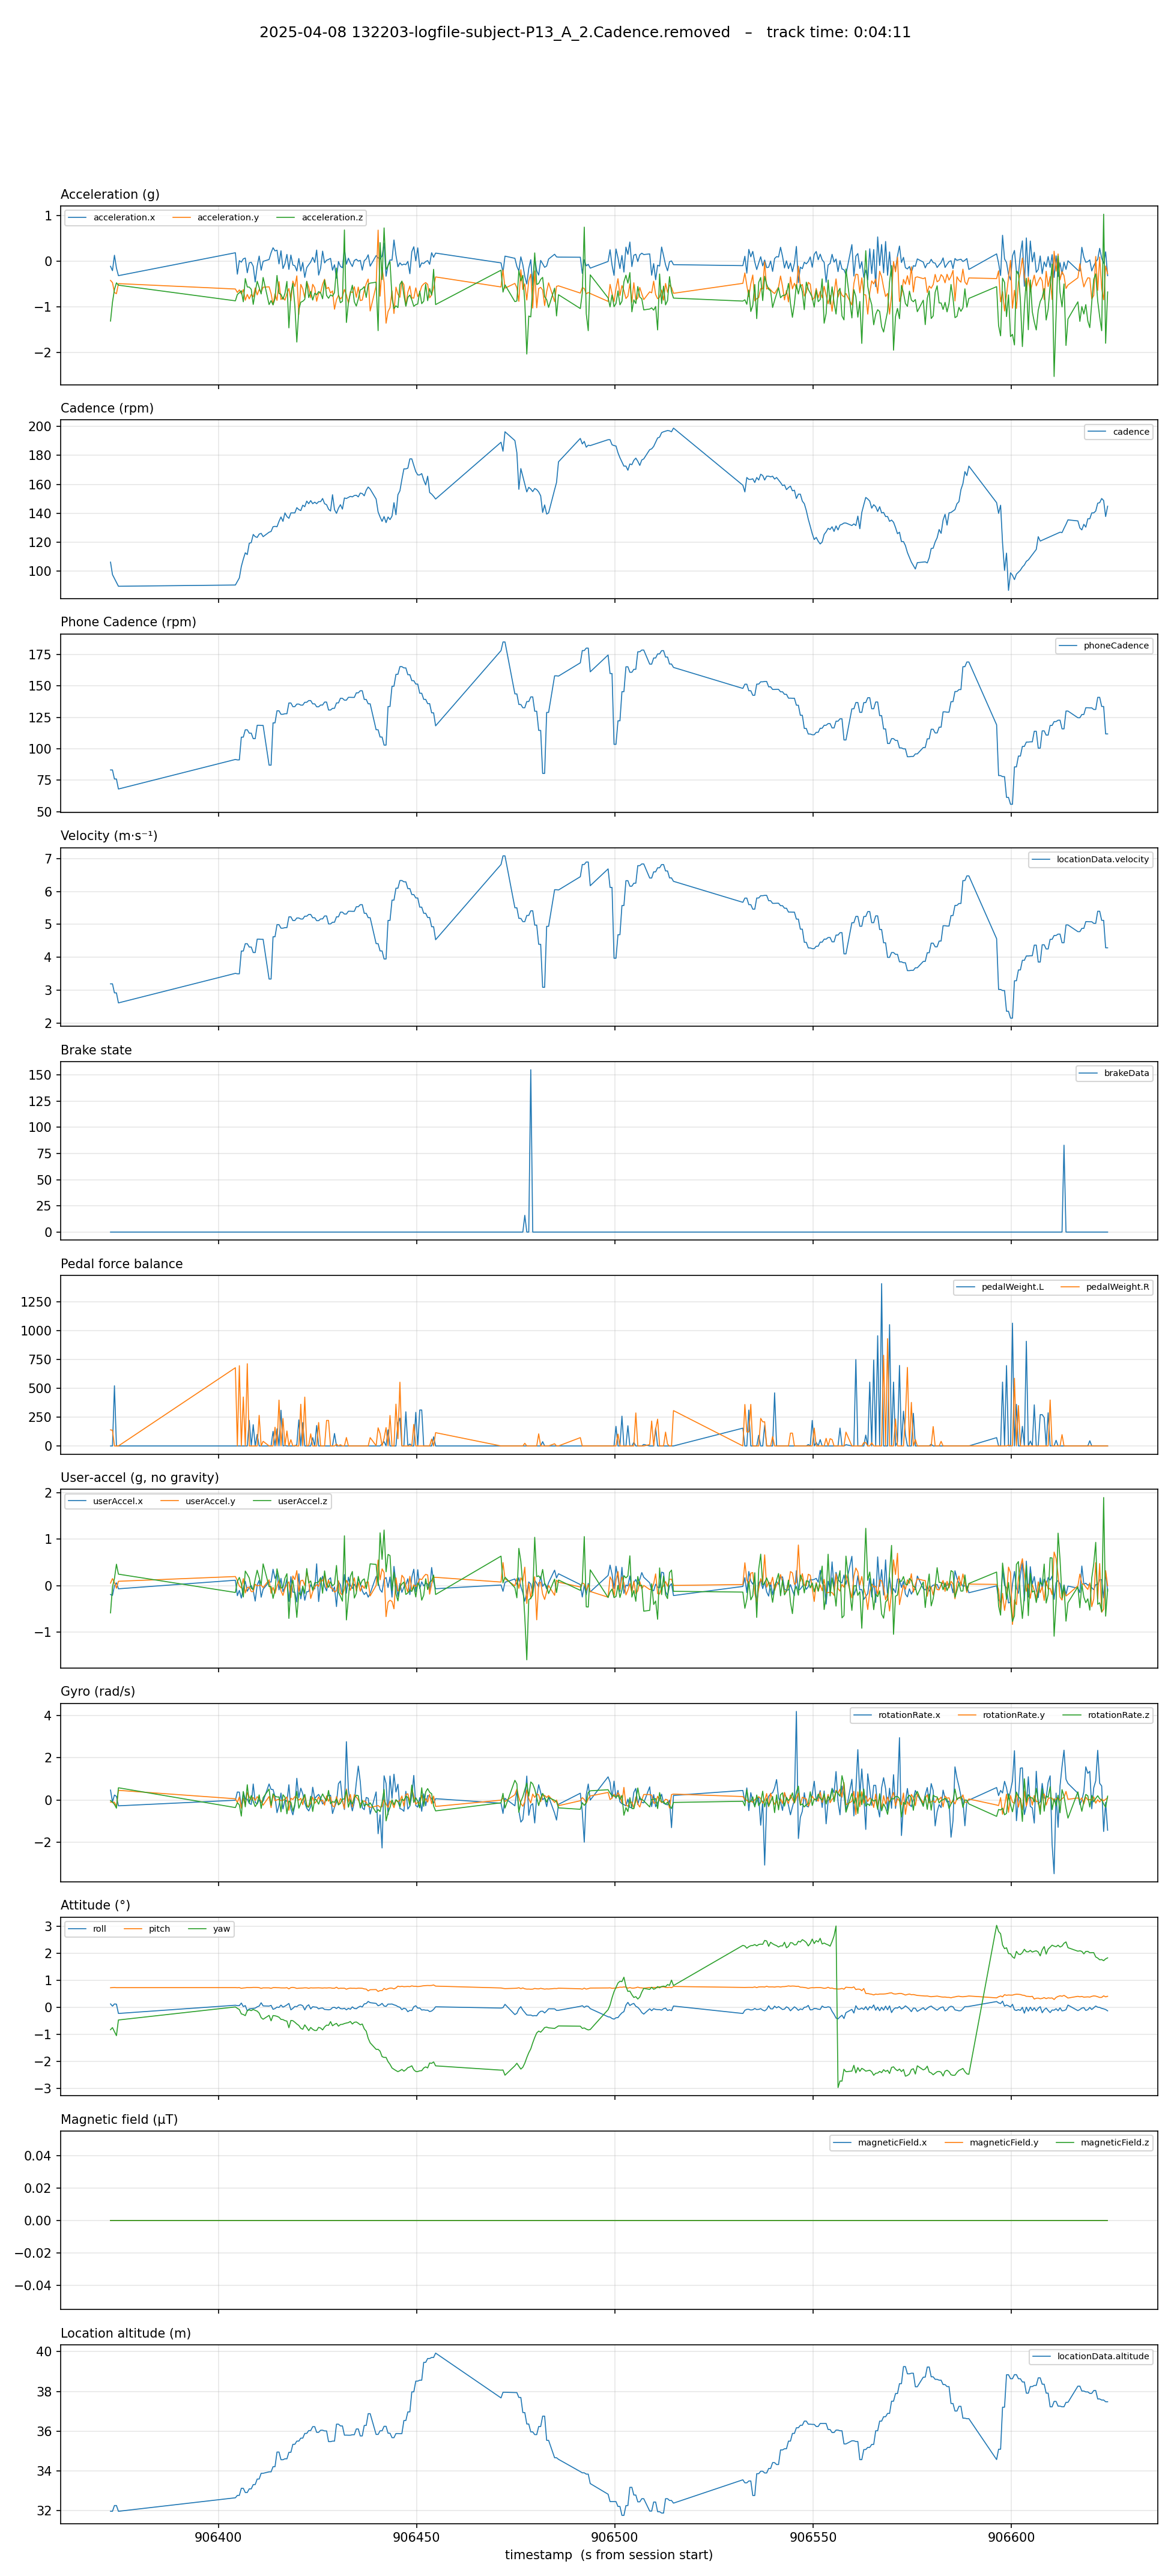 2025-04-08 132203-logfile-subject-P13_A_2.Cadence.removed – track time: 0:04:11
Acceleration (g)
acceleration.x acceleration.y acceleration.z
1
0
−1
−2
Cadence (rpm)
cadence
200
180
160
140
120
100
Phone Cadence (rpm)
phoneCadence
175
150
125
100
75
50
Velocity (m·s⁻¹)
locationData.velocity
7
6
5
4
3
2
Brake state
brakeData
150
125
100
75
50
25
0
Pedal force balance
pedalWeight.L pedalWeight.R
1250
1000
750
500
250
0
User-accel (g, no gravity)
userAccel.x userAccel.y userAccel.z
2
1
0
−1
Gyro (rad/s)
rotationRate.x rotationRate.y rotationRate.z
4
2
0
−2
Attitude (°)
roll pitch yaw
3
2
1
0
−1
−2
−3
Magnetic field (μT)
magneticField.x magneticField.y magneticField.z
0.04
0.02
0.00
−0.02
−0.04
Location altitude (m)
locationData.altitude
40
38
36
34
32
906400 906450 906500 906550 906600
timestamp (s from session start)